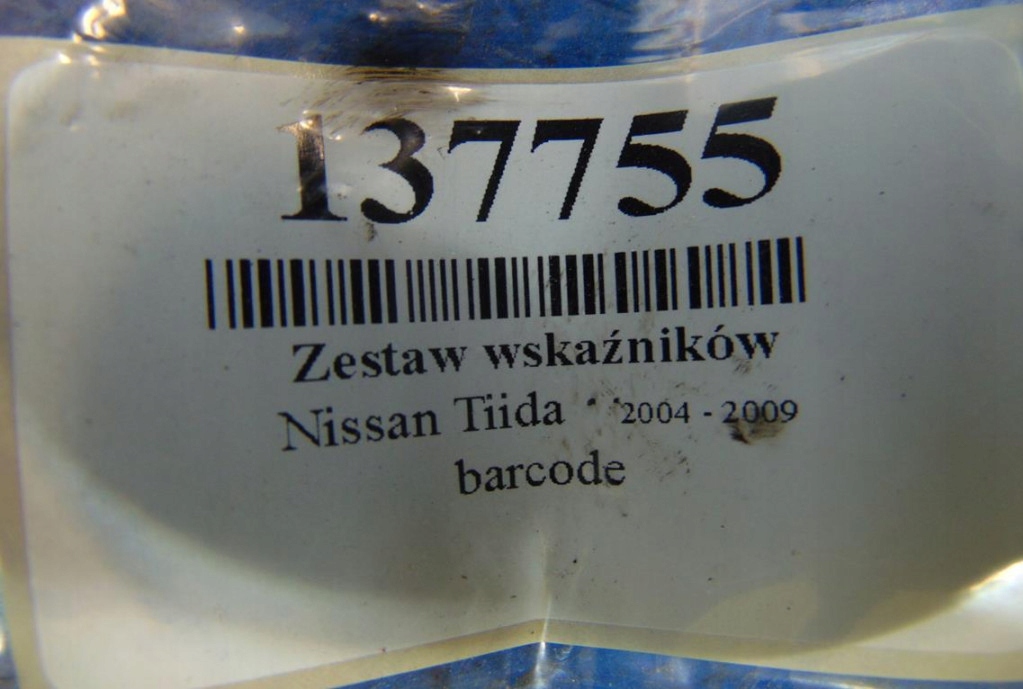 137755
Zestaw wskaźników
Nissan Tiida 2004 - 2009
barcode